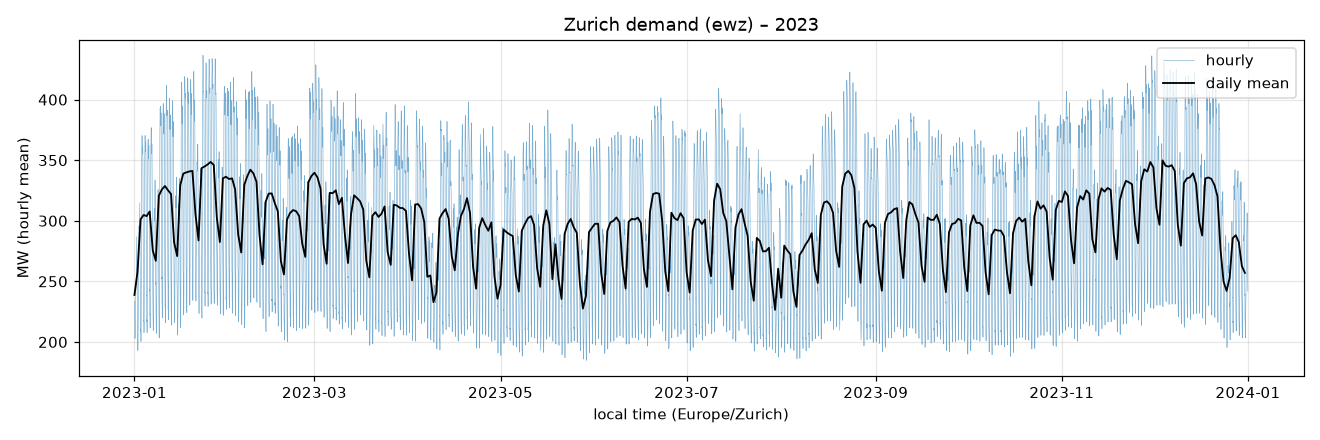 Zurich demand (ewz) – 2023
hourly
daily mean
MW (hourly mean)
400
350
300
250
200
2023-01
2023-03
2023-05
2023-07
2023-09
2023-11
2024-01
local time (Europe/Zurich)